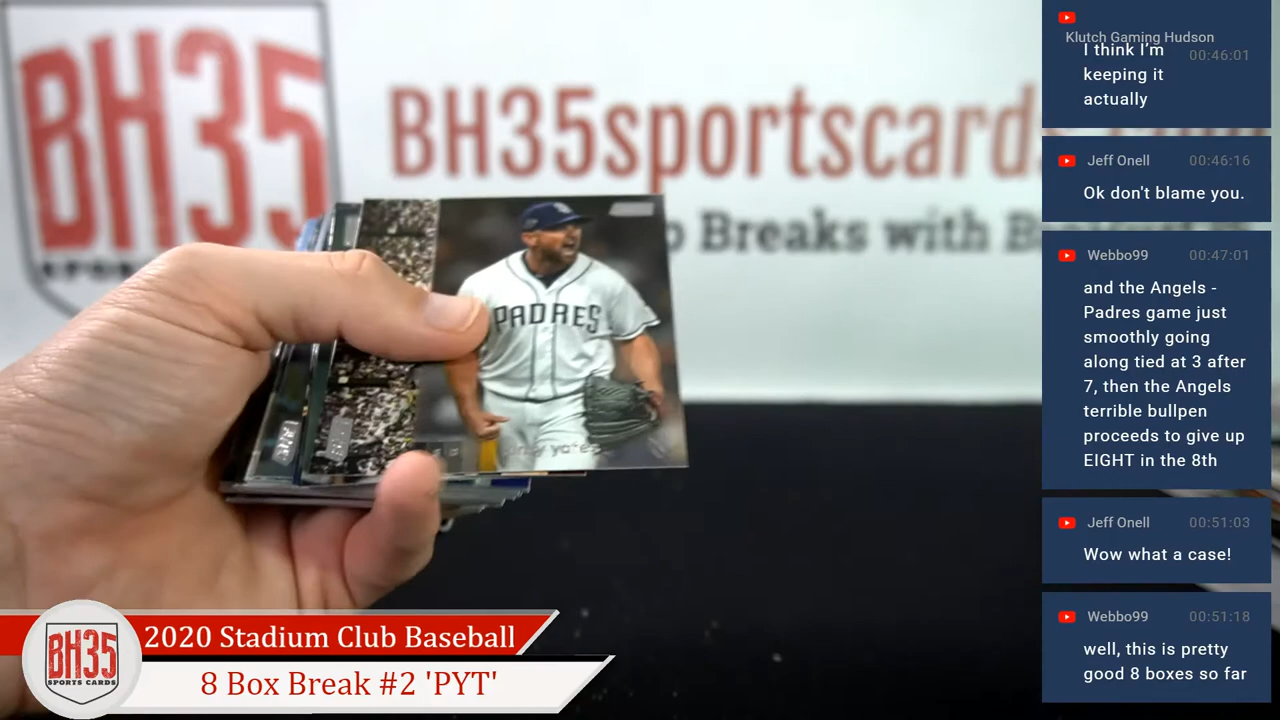 BH35
SPORTS
BH35sportscards
Breaks with
PADRES
Klutch Gaming Hudson
I think I'm
00:46:01
keeping it
actually
Jeff Onell 00:46:16
Ok don't blame you.
Webbo99 00:47:01
and the Angels -
Padres game just
smoothly going
along tied at 3 after
7, then the Angels
terrible bullpen
proceeds to give up
EIGHT in the 8th
Jeff Onell 00:51:03
Wow what a case!
Webbo99 00:51:18
well, this is pretty
good 8 boxes so far
BH35
SPORTS CARDS
2020 Stadium Club Baseball
8 Box Break #2 'PYT'